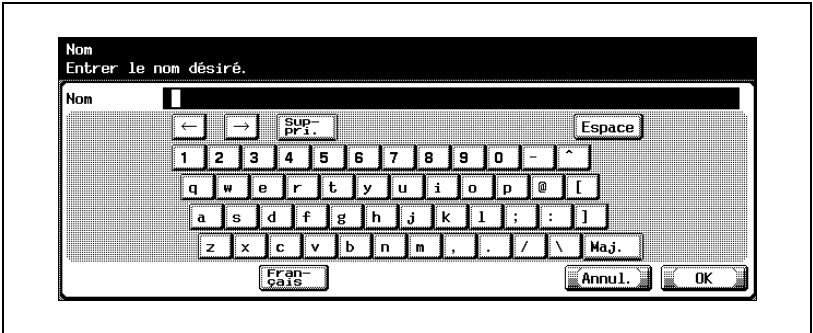 Nom
Entrer le nom désiré.
Nom
← → Sup-
pri. Espace
1 2 3 4 5 6 7 8 9 0 - ^
q w e r t y u i o p @ [
a s d f g h j k l ; : ]
z x c v b n m , . / \ Maj.
Fran-
çais Annul. OK